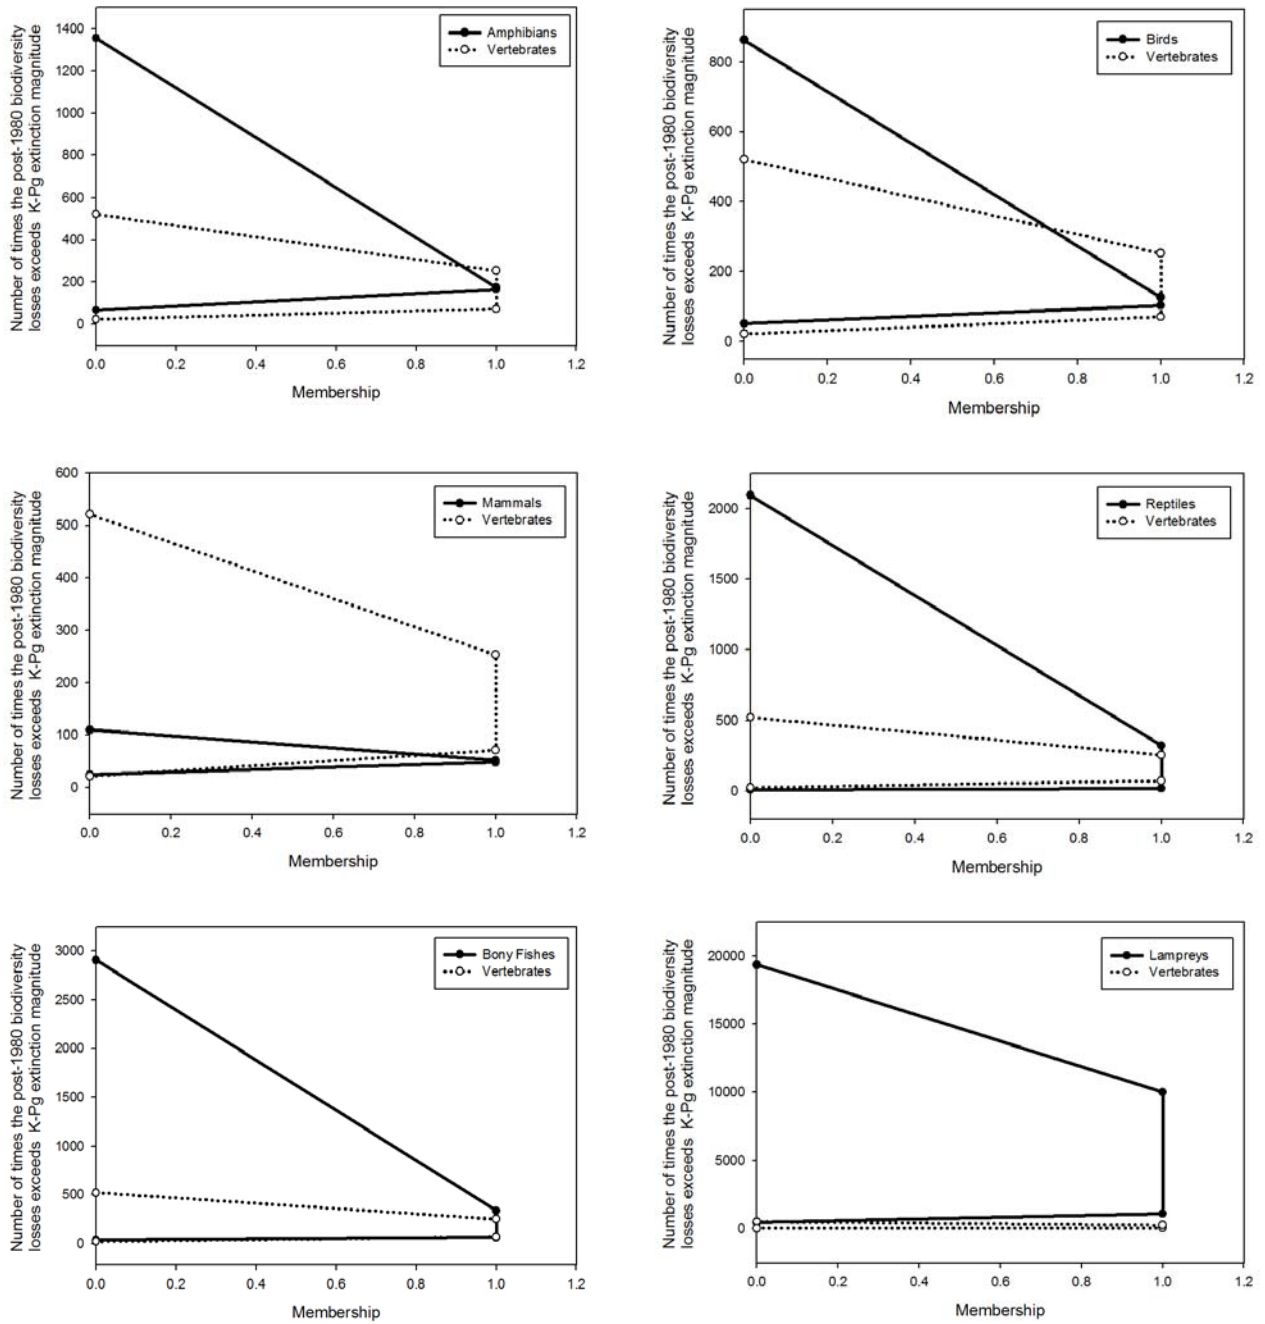 Number of times the post-1980 biodiversity
losses exceeds K-Pg extinction magnitude
1400
1200
1000
800
600
400
200
0
Amphibians
Vertebrates
0.0 0.2 0.4 0.6 0.8 1.0 1.2
Membership
Number of times the post-1980 biodiversity
losses exceeds K-Pg extinction magnitude
800
600
400
200
0
Birds
Vertebrates
0.0 0.2 0.4 0.6 0.8 1.0 1.2
Membership
Number of times the post-1980 biodiversity
losses exceeds K-Pg extinction magnitude
600
500
400
300
200
100
0
Mammals
Vertebrates
0.0 0.2 0.4 0.6 0.8 1.0 1.2
Membership
Number of times the post-1980 biodiversity
losses exceeds K-Pg extinction magnitude
2000
1500
1000
500
0
Reptiles
Vertebrates
0.0 0.2 0.4 0.6 0.8 1.0 1.2
Membership
Number of times the post-1980 biodiversity
losses exceeds K-Pg extinction magnitude
3000
2500
2000
1500
1000
500
0
Bony Fishes
Vertebrates
0.0 0.2 0.4 0.6 0.8 1.0 1.2
Membership
Number of times the post-1980 biodiversity
losses exceeds K-Pg extinction magnitude
20000
15000
10000
5000
0
Lampreys
Vertebrates
0.0 0.2 0.4 0.6 0.8 1.0 1.2
Membership